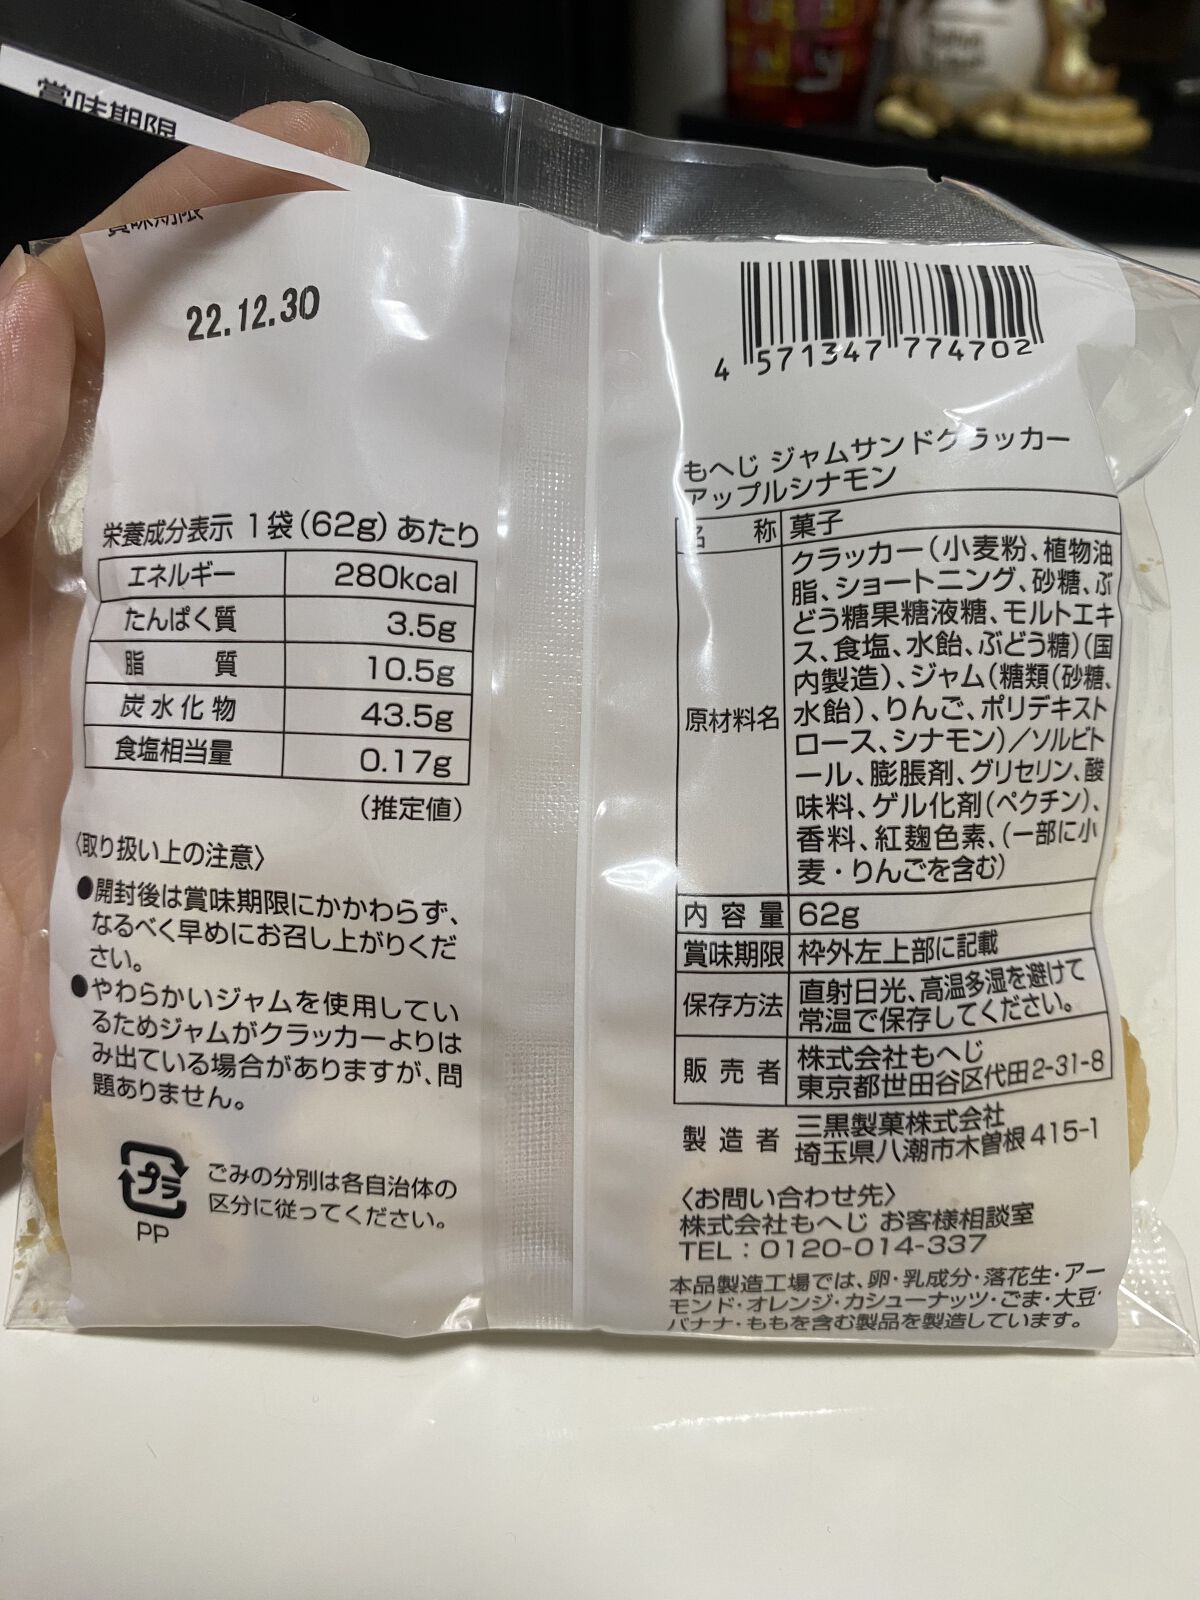 賞味期限
賞味期限
22.12.30
栄養成分表示 1袋(62g)あたり
エネルギー 280kcal
たんぱく質 3.5g
脂質 10.5g
炭水化物 43.5g
食塩相当量 0.17g
(推定値)
〈取り扱い上の注意〉
●開封後は賞味期限にかかわらず、
なるべく早めにお召し上がりくだ
さい。
●やわらかいジャムを使用してい
るためジャムがクラッカーよりは
み出ている場合がありますが、問
題ありません。
プラ
PP
ごみの分別は各自治体の
区分に従ってください。
4 571347 774702
もへじ ジャムサンドクラッカー
アップルシナモン
名称 菓子
原材料名
クラッカー(小麦粉、植物油
脂、ショートニング、砂糖、ぶ
どう糖果糖液糖、モルトエキ
ス、食塩、水飴、ぶどう糖)(国
内製造)、ジャム(糖類(砂糖、
水飴)、りんご、ポリデキスト
ロース、シナモン)/ソルビト
ール、膨脹剤、グリセリン、酸
味料、ゲル化剤(ペクチン)、
香料、紅麹色素、(一部に小
麦・りんごを含む)
内容量 62g
賞味期限 枠外左上部に記載
保存方法 直射日光、高温多湿を避けて
常温で保存してください。
販売者 株式会社もへじ
東京都世田谷区代田2-31-8
製造者 三黒製菓株式会社
埼玉県八潮市木曽根415-1
〈お問い合わせ先〉
株式会社もへじ お客様相談室
TEL:0120-014-337
本品製造工場では、卵・乳成分・落花生・アー
モンド・オレンジ・カシューナッツ・ごま・大豆・
バナナ・ももを含む製品を製造しています。